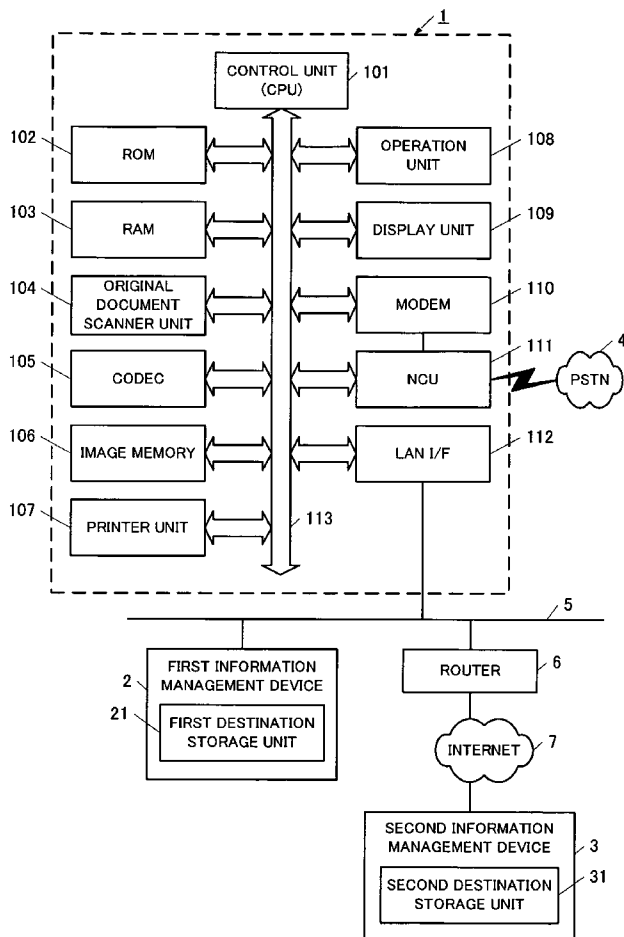 1
CONTROL UNIT
(CPU)
101
102
ROM
108
OPERATION
UNIT
103
RAM
109
DISPLAY UNIT
104
ORIGINAL
DOCUMENT
SCANNER UNIT
110
MODEM
105
CODEC
111
NCU
4
PSTN
106
IMAGE MEMORY
112
LAN I/F
107
PRINTER UNIT
113
5
2
FIRST INFORMATION
MANAGEMENT DEVICE
21
FIRST DESTINATION
STORAGE UNIT
ROUTER
6
INTERNET
7
SECOND INFORMATION
MANAGEMENT DEVICE
3
SECOND DESTINATION
STORAGE UNIT
31